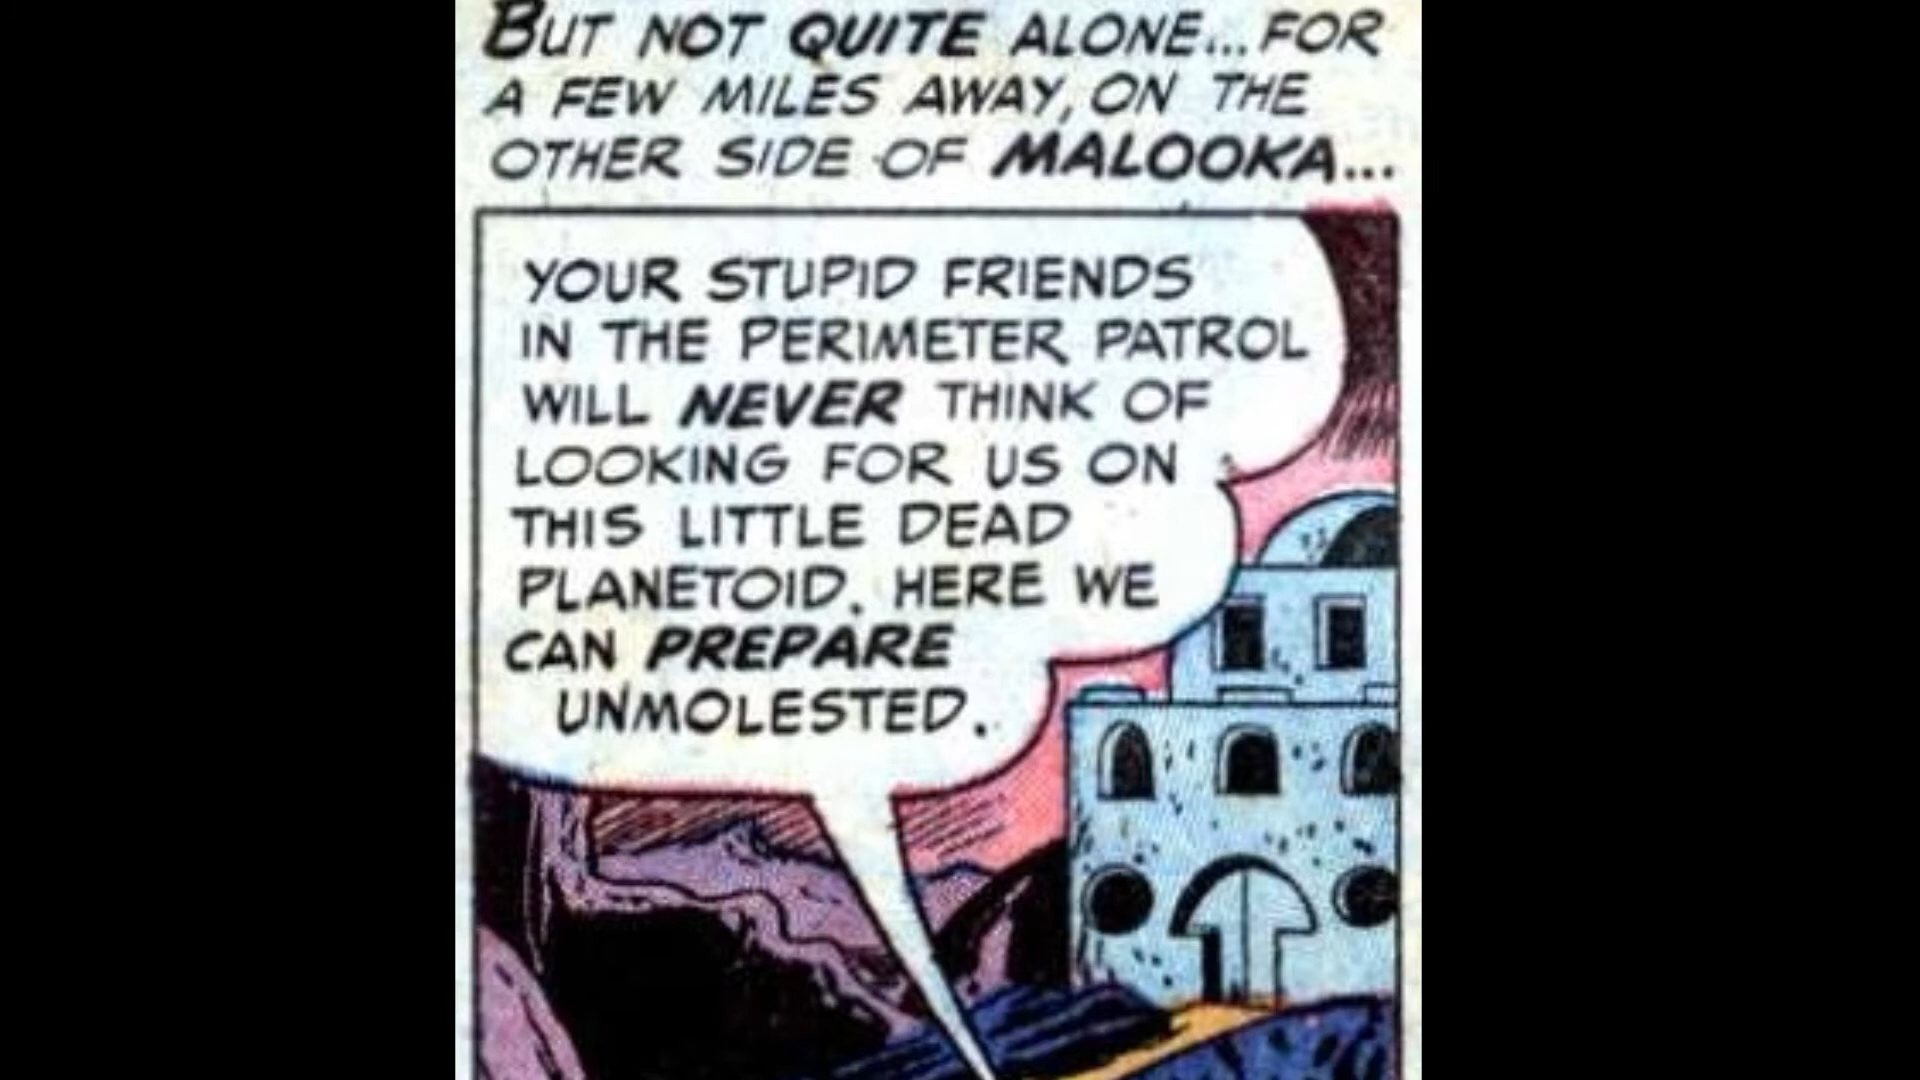 BUT NOT QUITE ALONE... FOR
A FEW MILES AWAY, ON THE
OTHER SIDE OF MALOOKA...
YOUR STUPID FRIENDS
IN THE PERIMETER PATROL
WILL NEVER THINK OF
LOOKING FOR US ON
THIS LITTLE DEAD
PLANETOID. HERE WE
CAN PREPARE
UNMOLESTED.